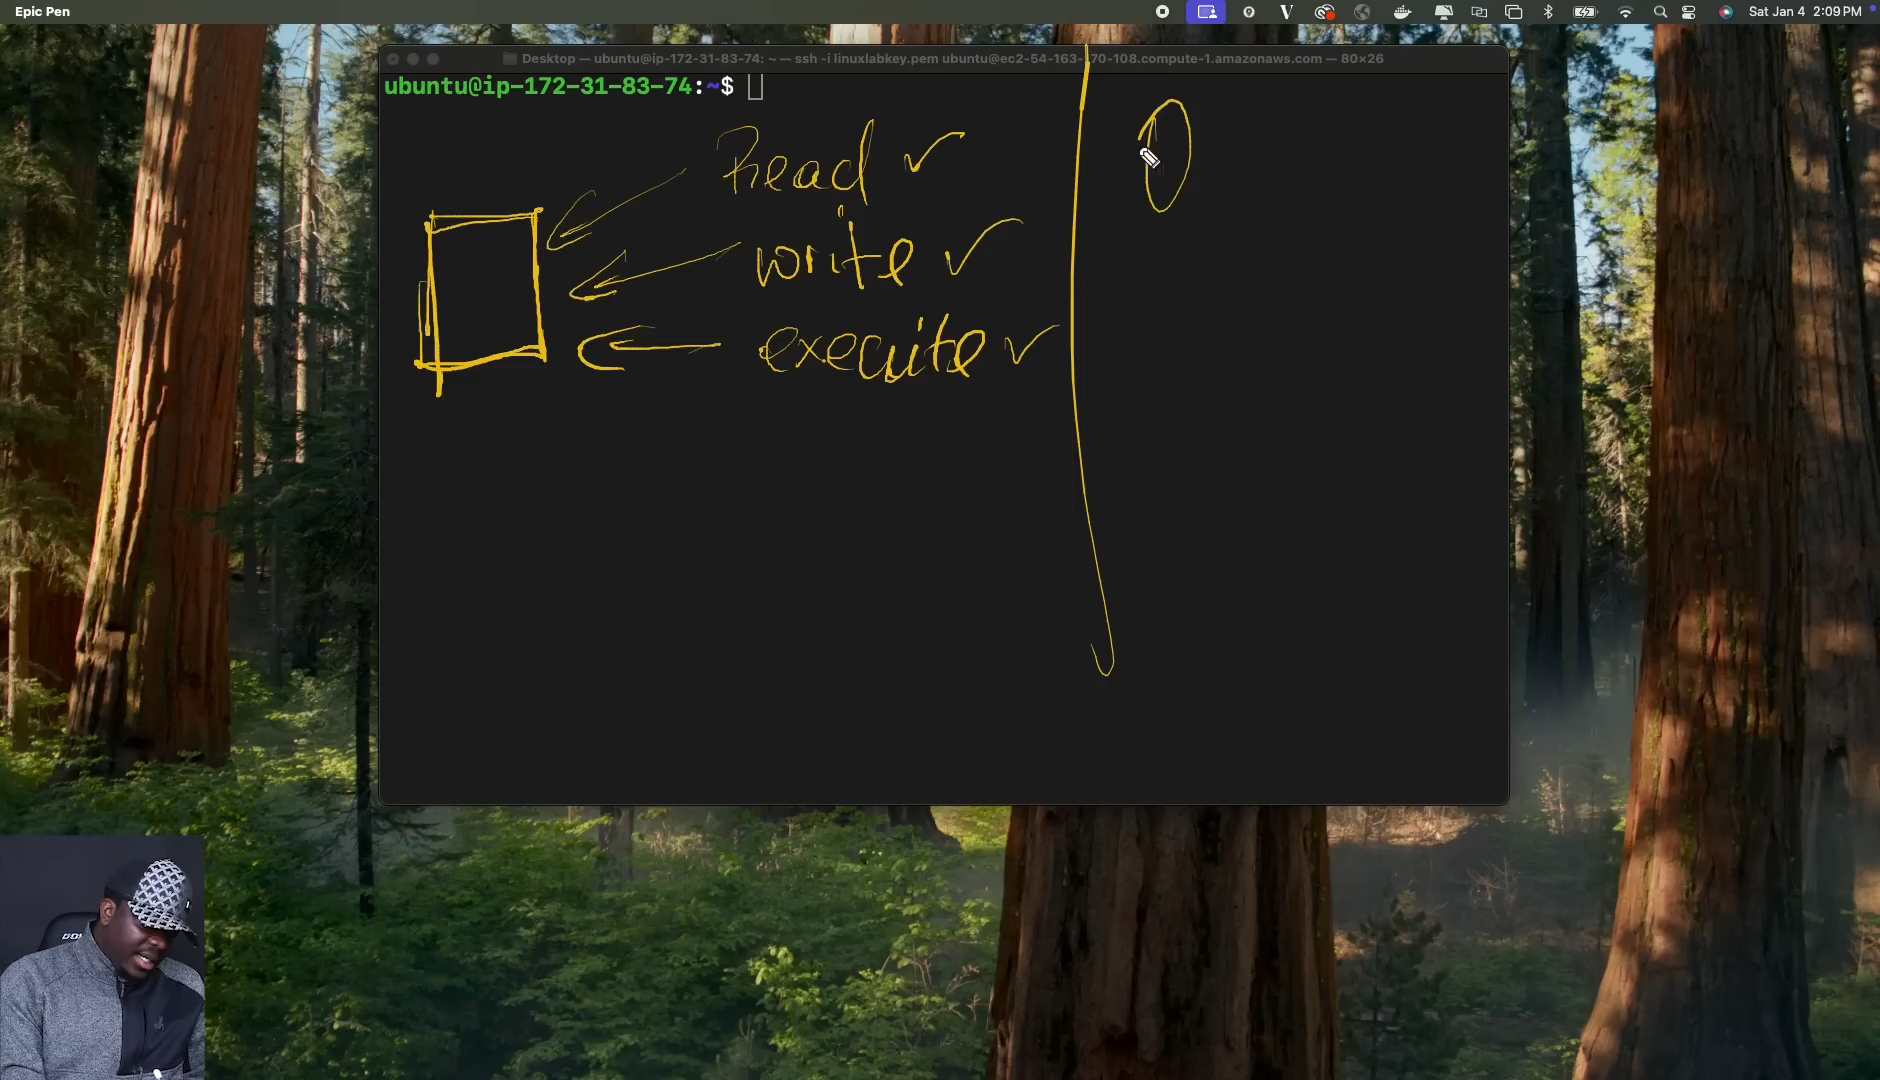 Epic Pen
Sat Jan 4 2:09 PM
Desktop — ubuntu@ip-172-31-83-74: ~ — ssh -i linuxlabkey.pem ubuntu@ec2-54-163-170-108.compute-1.amazonaws.com — 80×26
ubuntu@ip-172-31-83-74:~$
Read ✓
write ✓
execute ✓